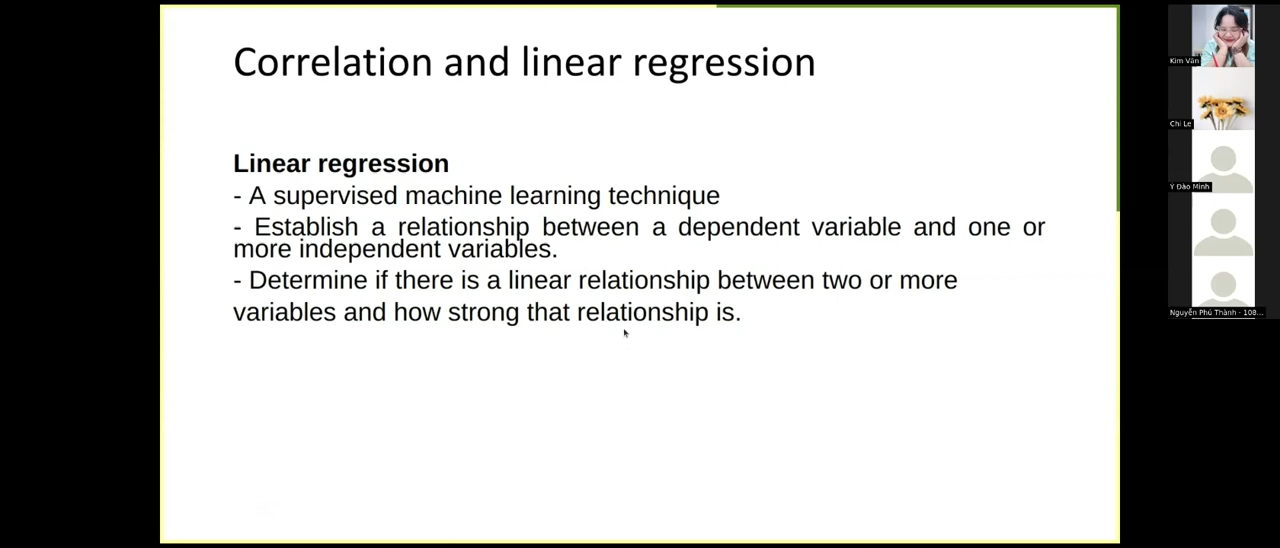 Correlation and linear regression
Linear regression
- A supervised machine learning technique
- Establish a relationship between a dependent variable and one or
more independent variables.
- Determine if there is a linear relationship between two or more
variables and how strong that relationship is.
Kim Vân
Chi Le
Ý Đào Minh
Nguyễn Phú Thành - 108...